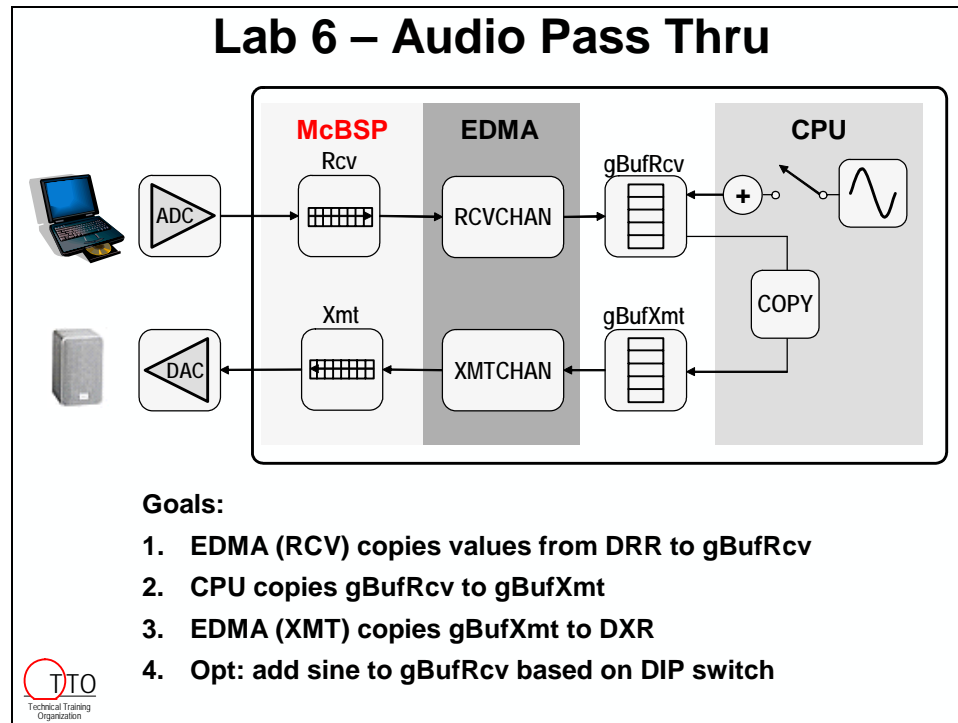 Lab 6 – Audio Pass Thru
McBSP
EDMA
CPU
Rcv
gBufRcv
ADC
RCVCHAN
+
COPY
Xmt
gBufXmt
DAC
XMTCHAN
Goals:
1. EDMA (RCV) copies values from DRR to gBufRcv
2. CPU copies gBufRcv to gBufXmt
3. EDMA (XMT) copies gBufXmt to DXR
4. Opt: add sine to gBufRcv based on DIP switch
TTO
Technical Training
Organization